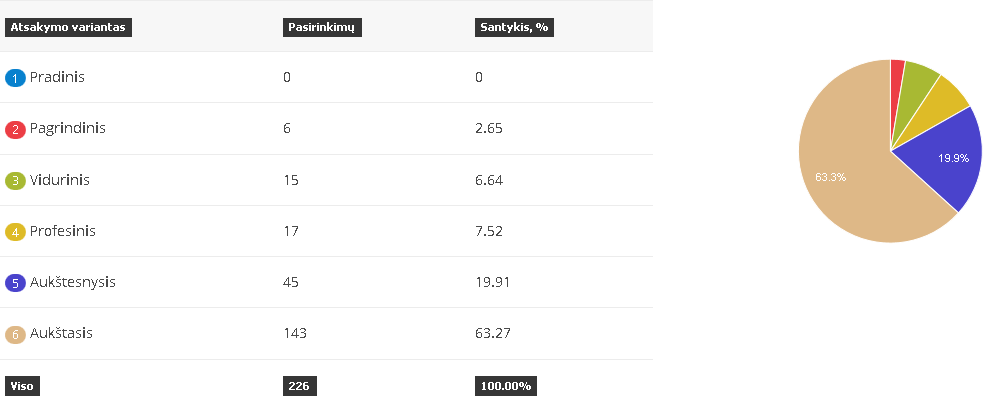 Atsakymo variantas Pasirinkimų Santykis, %
1 Pradinis 0 0
2 Pagrindinis 6 2.65
3 Vidurinis 15 6.64
4 Profesinis 17 7.52
5 Aukštesnysis 45 19.91
6 Aukštasis 143 63.27
Viso 226 100.00%
19.9%
63.3%